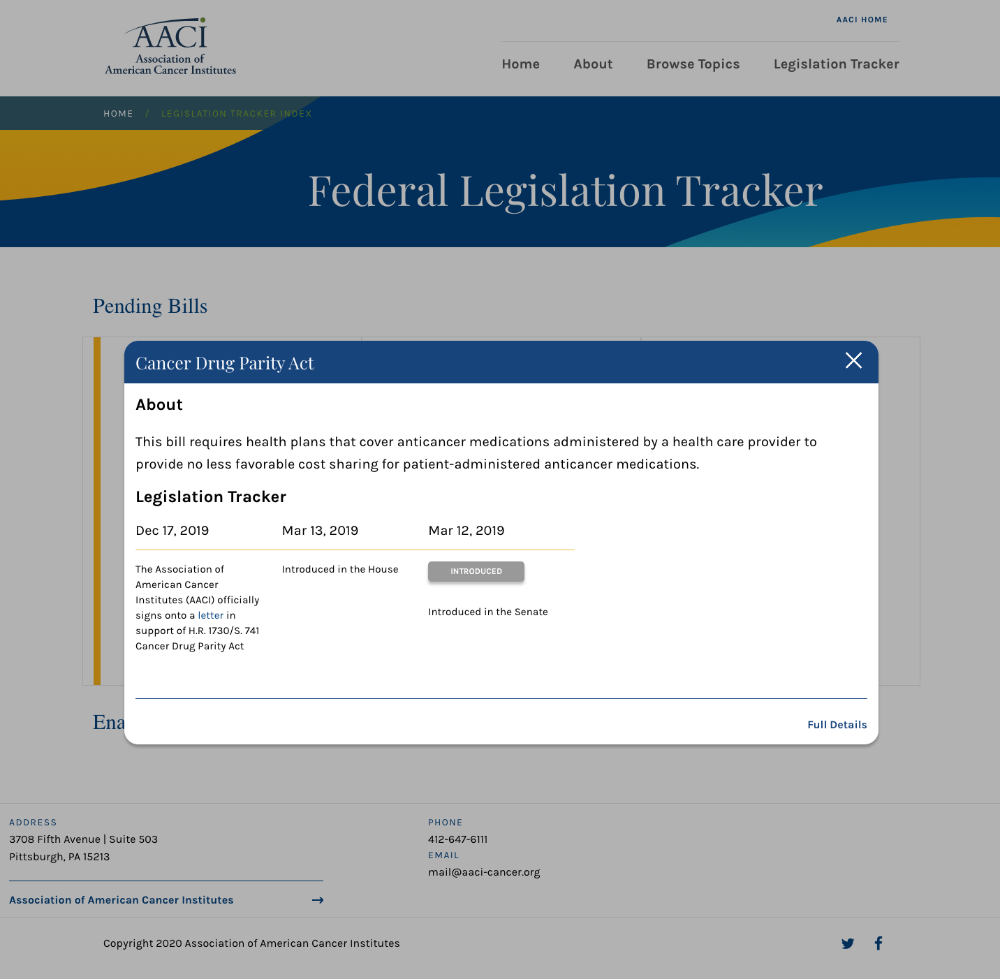 AACI
Association of
American Cancer Institutes
AACI HOME
Home About Browse Topics Legislation Tracker
HOME / LEGISLATION TRACKER INDEX
Federal Legislation Tracker
Pending Bills
Cancer Drug Parity Act
About
This bill requires health plans that cover anticancer medications administered by a health care provider to
provide no less favorable cost sharing for patient-administered anticancer medications.
Legislation Tracker
Dec 17, 2019
The Association of
American Cancer
Institutes (AACI) officially
signs onto a letter in
support of H.R. 1730/S. 741
Cancer Drug Parity Act
Mar 13, 2019
Introduced in the House
Mar 12, 2019
INTRODUCED
Introduced in the Senate
Full Details
ADDRESS
3708 Fifth Avenue | Suite 503
Pittsburgh, PA 15213
Association of American Cancer Institutes
PHONE
412-647-6111
EMAIL
mail@aaci-cancer.org
Copyright 2020 Association of American Cancer Institutes